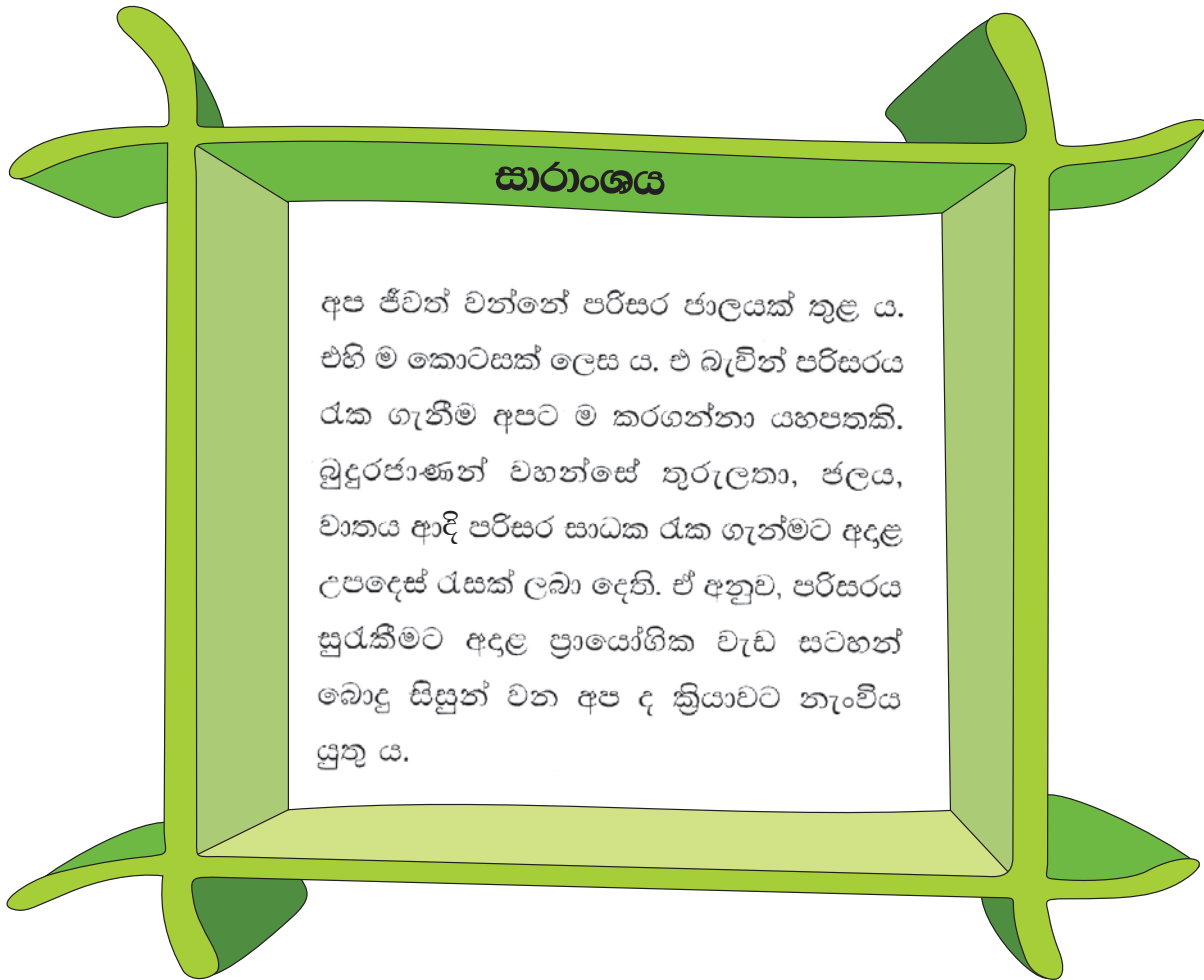 සාරාංශය
අප ජීවත් වන්නේ පරිසර ජාලයක් තුළ ය.
එහි ම කොටසක් ලෙස ය. එ බැවින් පරිසරය
රැක ගැනීම අපට ම කරගන්නා යහපතකි.
බුදුරජාණන් වහන්සේ තුරුලතා, ජලය,
වාතය ආදි පරිසර සාධක රැක ගැන්මට අදාළ
උපදෙස් රැසක් ලබා දෙති. ඒ අනුව, පරිසරය
සුරැකීමට අදාළ ප්‍රායෝගික වැඩ සටහන්
බොදු සිසුන් වන අප ද ක්‍රියාවට නැංවිය
යුතු ය.